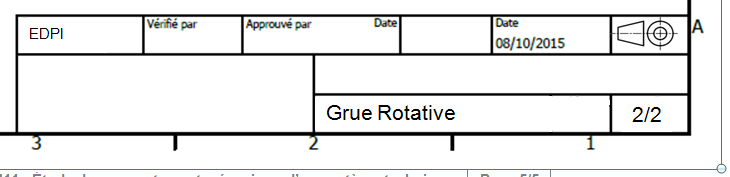 EDPI
Vérifié par
Approuvé par
Date
Date
08/10/2015
A
Grue Rotative
2/2
3
2
1